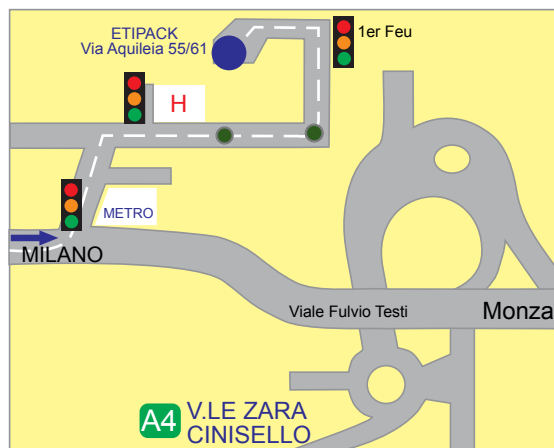 ETIPACK
Via Aquileia 55/61
1er Feu
H
METRO
MILANO
Viale Fulvio Testi
Monza
A4
V.LE ZARA
CINISELLO